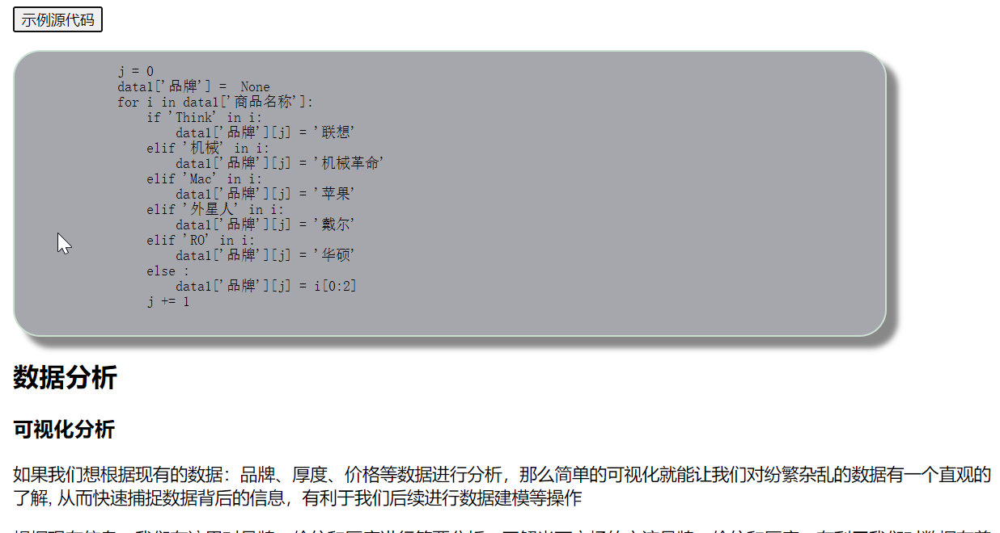 示例源代码
j = 0
data1['品牌'] =  None
for i in data1['商品名称']:
    if 'Think' in i:
        data1['品牌'][j] = '联想'
    elif '机械' in i:
        data1['品牌'][j] = '机械革命'
    elif 'Mac' in i:
        data1['品牌'][j] = '苹果'
    elif '外星人' in i:
        data1['品牌'][j] = '戴尔'
    elif 'RO' in i:
        data1['品牌'][j] = '华硕'
    else :
        data1['品牌'][j] = i[0:2]
    j += 1
数据分析
可视化分析
如果我们想根据现有的数据：品牌、厚度、价格等数据进行分析，那么简单的可视化就能让我们对纷繁杂乱的数据有一个直观的
了解, 从而快速捕捉数据背后的信息，有利于我们后续进行数据建模等操作